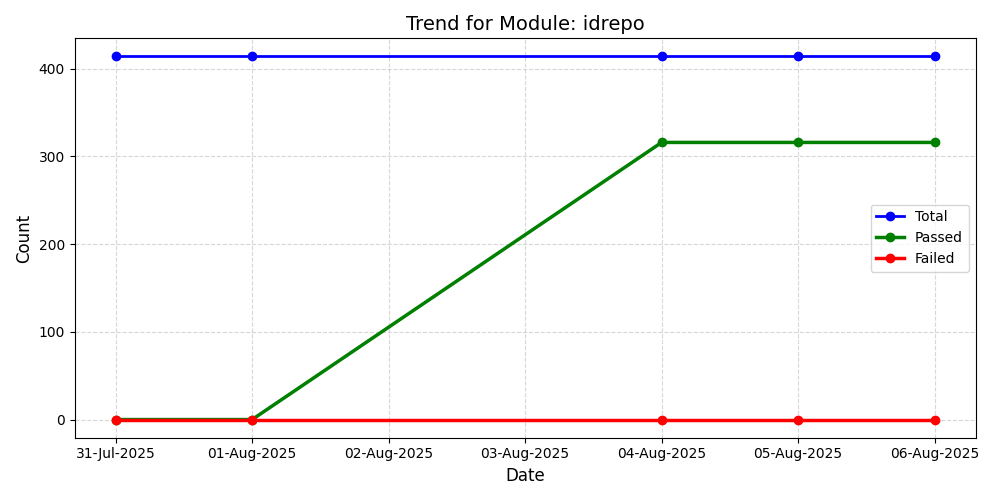 Trend for Module: idrepo
Count
400
300
200
100
0
Total
Passed
Failed
31-Jul-2025 01-Aug-2025 02-Aug-2025 03-Aug-2025 04-Aug-2025 05-Aug-2025 06-Aug-2025
Date